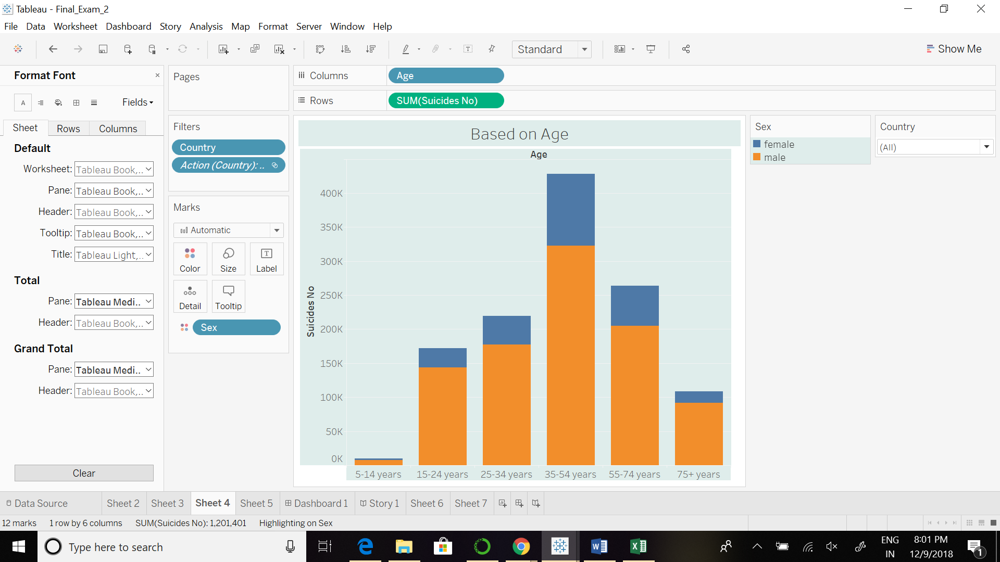 Tableau - Final_Exam_2
File Data Worksheet Dashboard Story Analysis Map Format Server Window Help
Standard
Show Me
Format Font
Fields
Sheet Rows Columns
Default
Worksheet: Tableau Book,..
Pane: Tableau Book,..
Header: Tableau Book,..
Tooltip: Tableau Book,..
Title: Tableau Light,..
Total
Pane: Tableau Medi..
Header: Tableau Book,..
Grand Total
Pane: Tableau Medi..
Header: Tableau Book,..
Clear
Pages
Filters
Country
Action (Country): ..
Marks
Automatic
Color Size Label
Detail Tooltip
Sex
Columns Age
Rows SUM(Suicides No)
Based on Age
Age
Suicides No
400K
350K
300K
250K
200K
150K
100K
50K
0K
5-14 years 15-24 years 25-34 years 35-54 years 55-74 years 75+ years
Sex
female
male
Country
(All)
Data Source Sheet 2 Sheet 3 Sheet 4 Sheet 5 Dashboard 1 Story 1 Sheet 6 Sheet 7
12 marks 1 row by 6 columns SUM(Suicides No): 1,201,401 Highlighting on Sex
Type here to search
ENG
IN
8:01 PM
12/9/2018
1